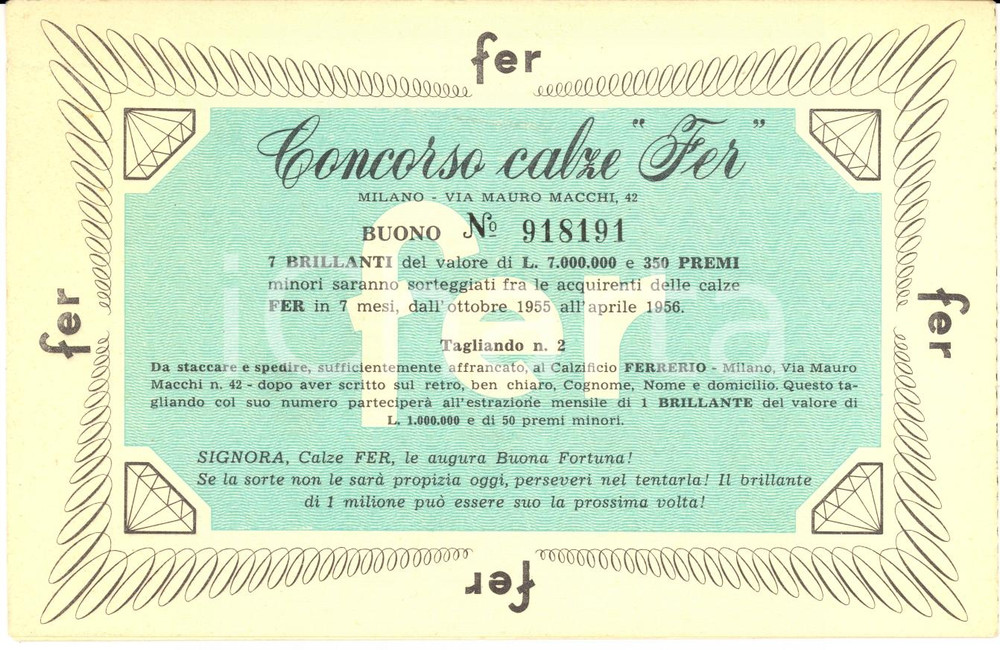 fer
Concorso calze "Fer"
MILANO - VIA MAURO MACCHI, 42
BUONO No 918191
7 BRILLANTI del valore di L. 7.000.000 e 350 PREMI
minori saranno sorteggiati fra le acquirenti delle calze
FER in 7 mesi, dall'ottobre 1955 all'aprile 1956.
fer
fer
fer
Tagliando n. 2
Da staccare e spedire, sufficientemente affrancato, al Calzificio FERRERIO - Milano, Via Mauro
Macchi n. 42 - dopo aver scritto sul retro, ben chiaro, Cognome, Nome e domicilio. Questo ta-
gliando col suo numero parteciperà all'estrazione mensile di 1 BRILLANTE del valore di
L. 1.000.000 e di 50 premi minori.
SIGNORA, Calze FER, le augura Buona Fortuna!
Se la sorte non le sarà propizia oggi, perseveri nel tentarla! Il brillante
di 1 milione può essere suo la prossima volta!
fer